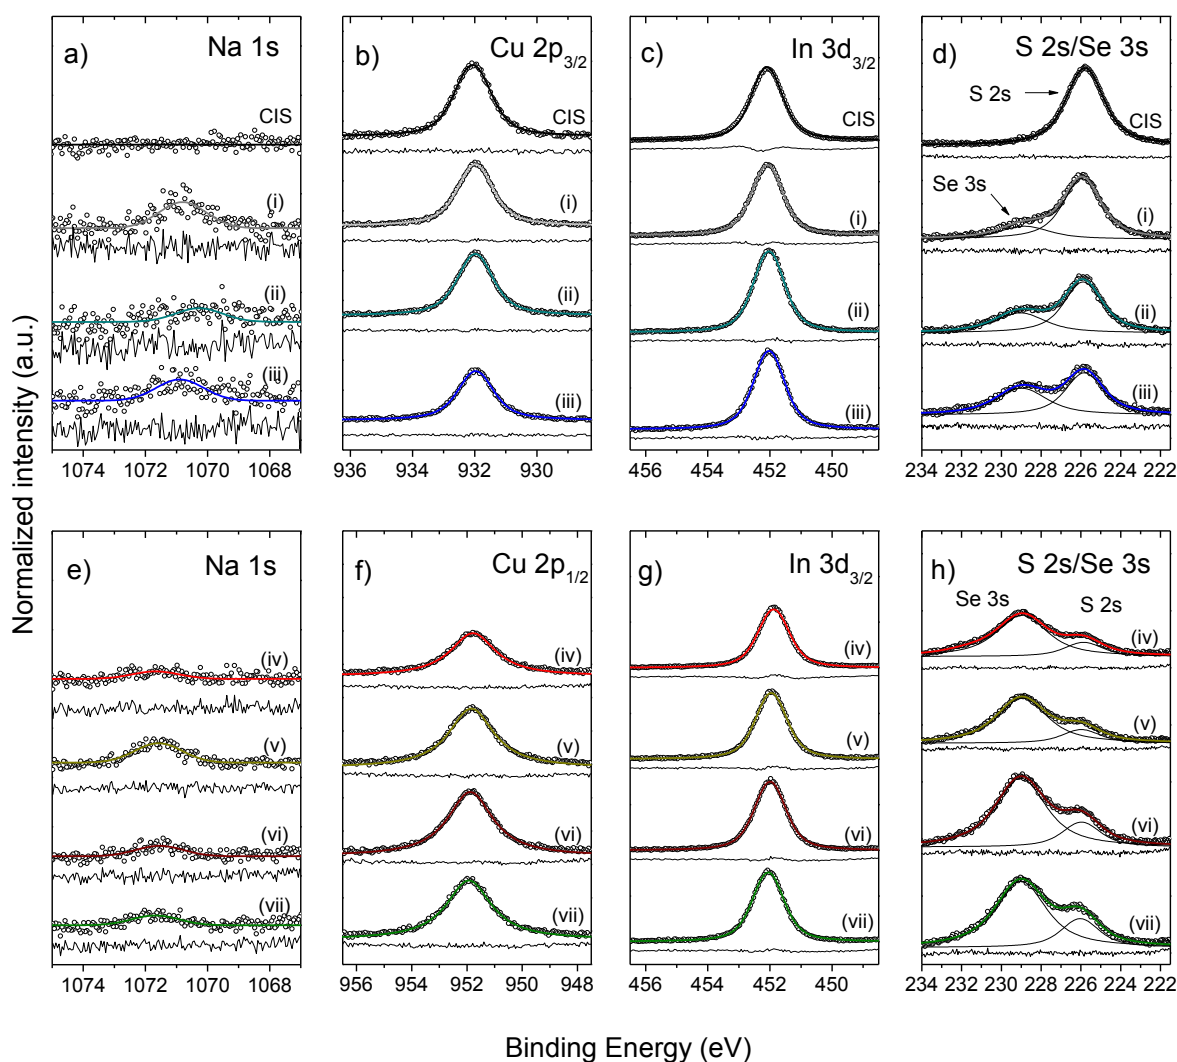 Normalized intensity (a.u.)
a) Na 1s
CIS
(i)
(ii)
(iii)
1074 1072 1070 1068
b) Cu 2p3/2
CIS
(i)
(ii)
(iii)
936 934 932 930
c) In 3d3/2
CIS
(i)
(ii)
(iii)
456 454 452 450
d) S 2s/Se 3s
S 2s
CIS
Se 3s
(i)
(ii)
(iii)
234 232 230 228 226 224 222
e) Na 1s
(iv)
(v)
(vi)
(vii)
1074 1072 1070 1068
f) Cu 2p1/2
(iv)
(v)
(vi)
(vii)
956 954 952 950 948
g) In 3d3/2
(iv)
(v)
(vi)
(vii)
456 454 452 450
h) S 2s/Se 3s
Se 3s S 2s
(iv)
(v)
(vi)
(vii)
234 232 230 228 226 224 222
Binding Energy (eV)